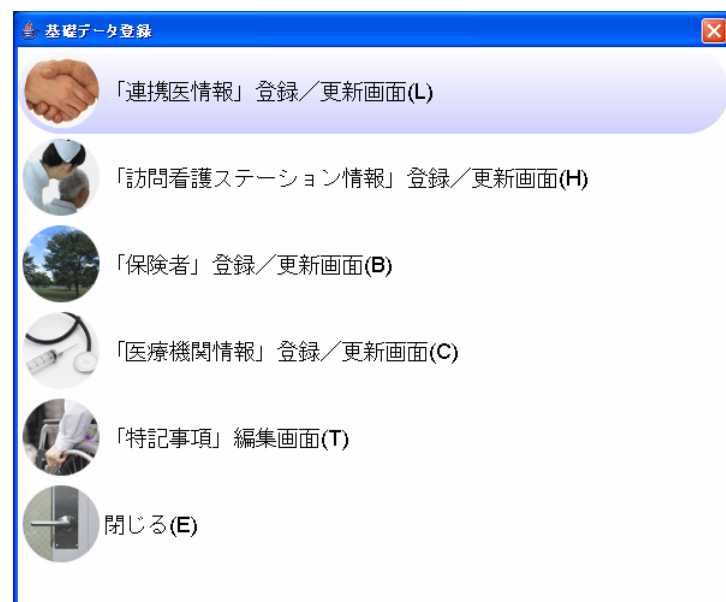 基礎データ登録
「連携医情報」登録／更新画面(L)
「訪問看護ステーション情報」登録／更新画面(H)
「保険者」登録／更新画面(B)
「医療機関情報」登録／更新画面(C)
「特記事項」編集画面(T)
閉じる(E)